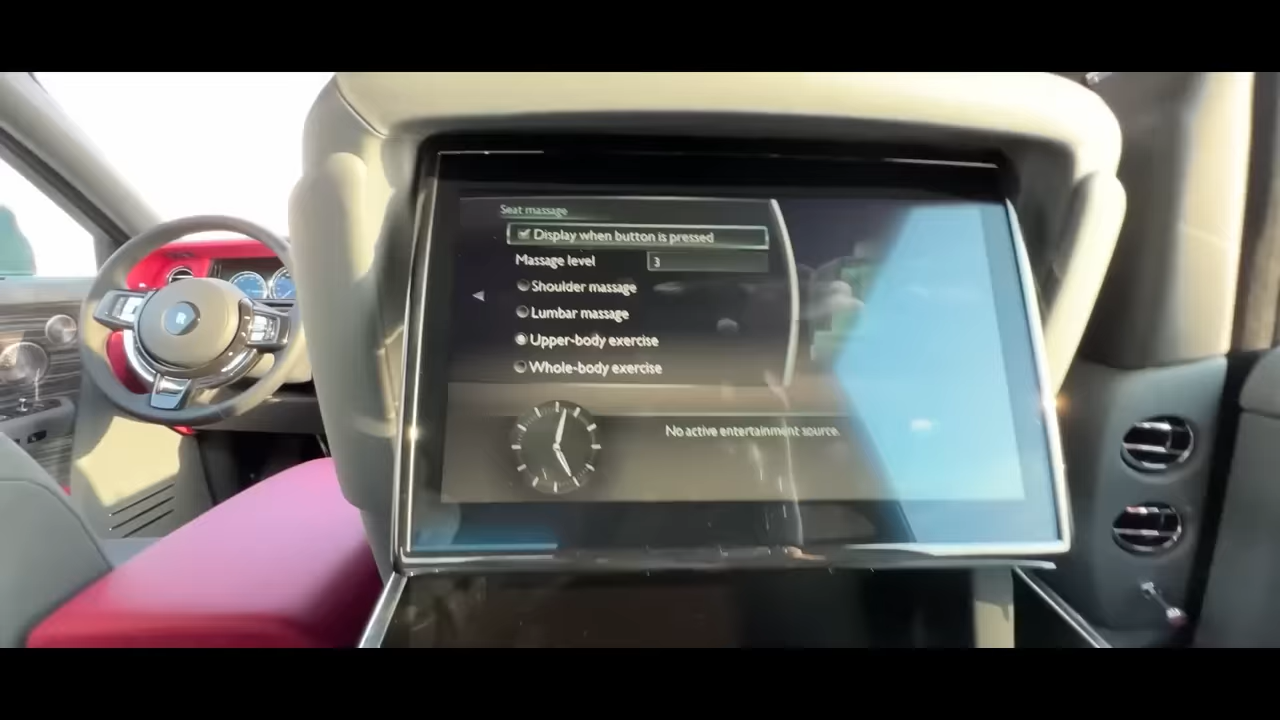 Seat massage
Display when button is pressed
Massage level 3
Shoulder massage
Lumbar massage
Upper-body exercise
Whole-body exercise
No active entertainment source.